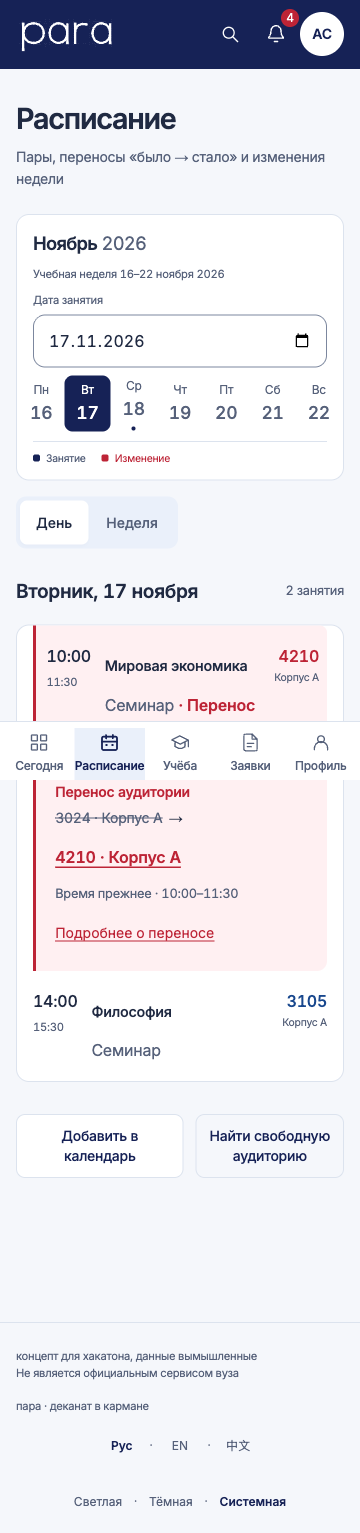 para
4
АС
Расписание
Пары, переносы «было → стало» и изменения
недели
Ноябрь 2026
Учебная неделя 16–22 ноября 2026
Дата занятия
17.11.2026
Пн Вт Ср Чт Пт Сб Вс
16 17 18 19 20 21 22
Занятие Изменение
День Неделя
Вторник, 17 ноября 2 занятия
10:00 Мировая экономика 4210
11:30 Корпус А
Семинар · Перенос
Сегодня Расписание Учёба Заявки Профиль
Перенос аудитории
3024 · Корпус А →
4210 · Корпус А
Время прежнее · 10:00–11:30
Подробнее о переносе
14:00 Философия 3105
15:30 Корпус А
Семинар
Добавить в
календарь
Найти свободную
аудиторию
концепт для хакатона, данные вымышленные
Не является официальным сервисом вуза
пара · деканат в кармане
Рус · EN · 中文
Светлая · Тёмная · Системная